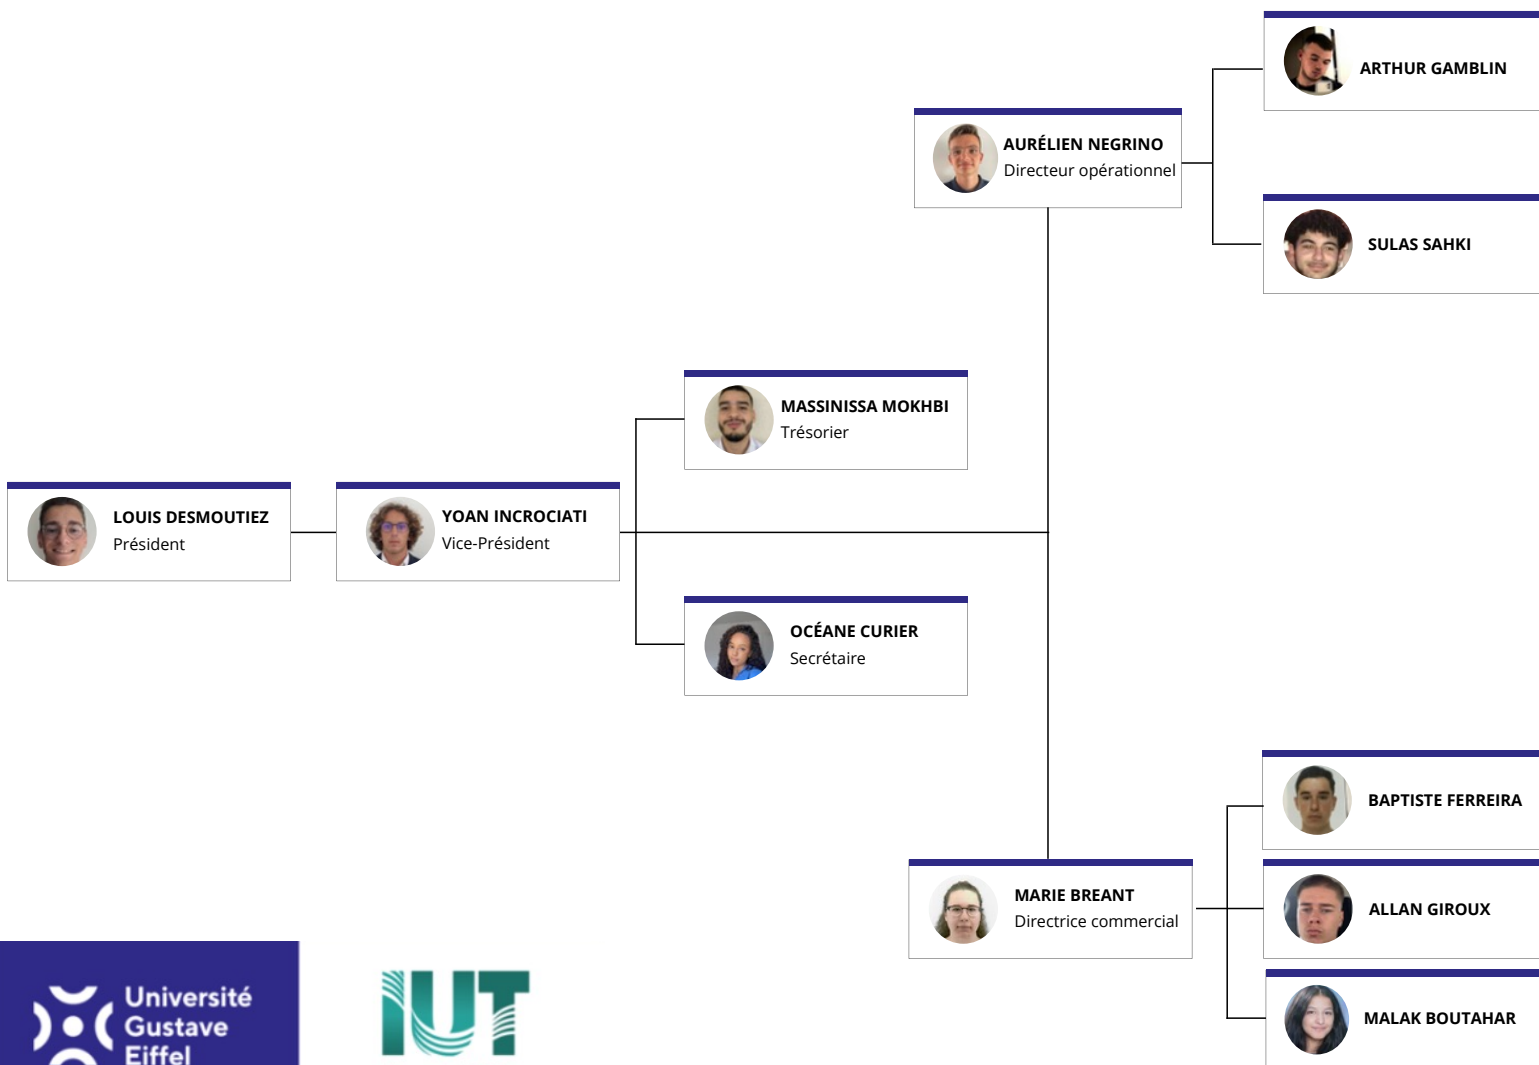 ARTHUR GAMBLIN
AURÉLIEN NEGRINO
Directeur opérationnel
SULAS SAHKI
MASSINISSA MOKHBI
Trésorier
LOUIS DESMOUTIEZ
Président
YOAN INCROCIATI
Vice-Président
OCÉANE CURIER
Secrétaire
BAPTISTE FERREIRA
MARIE BREANT
Directrice commercial
ALLAN GIROUX
MALAK BOUTAHAR
Université
Gustave
Eiffel
IUT